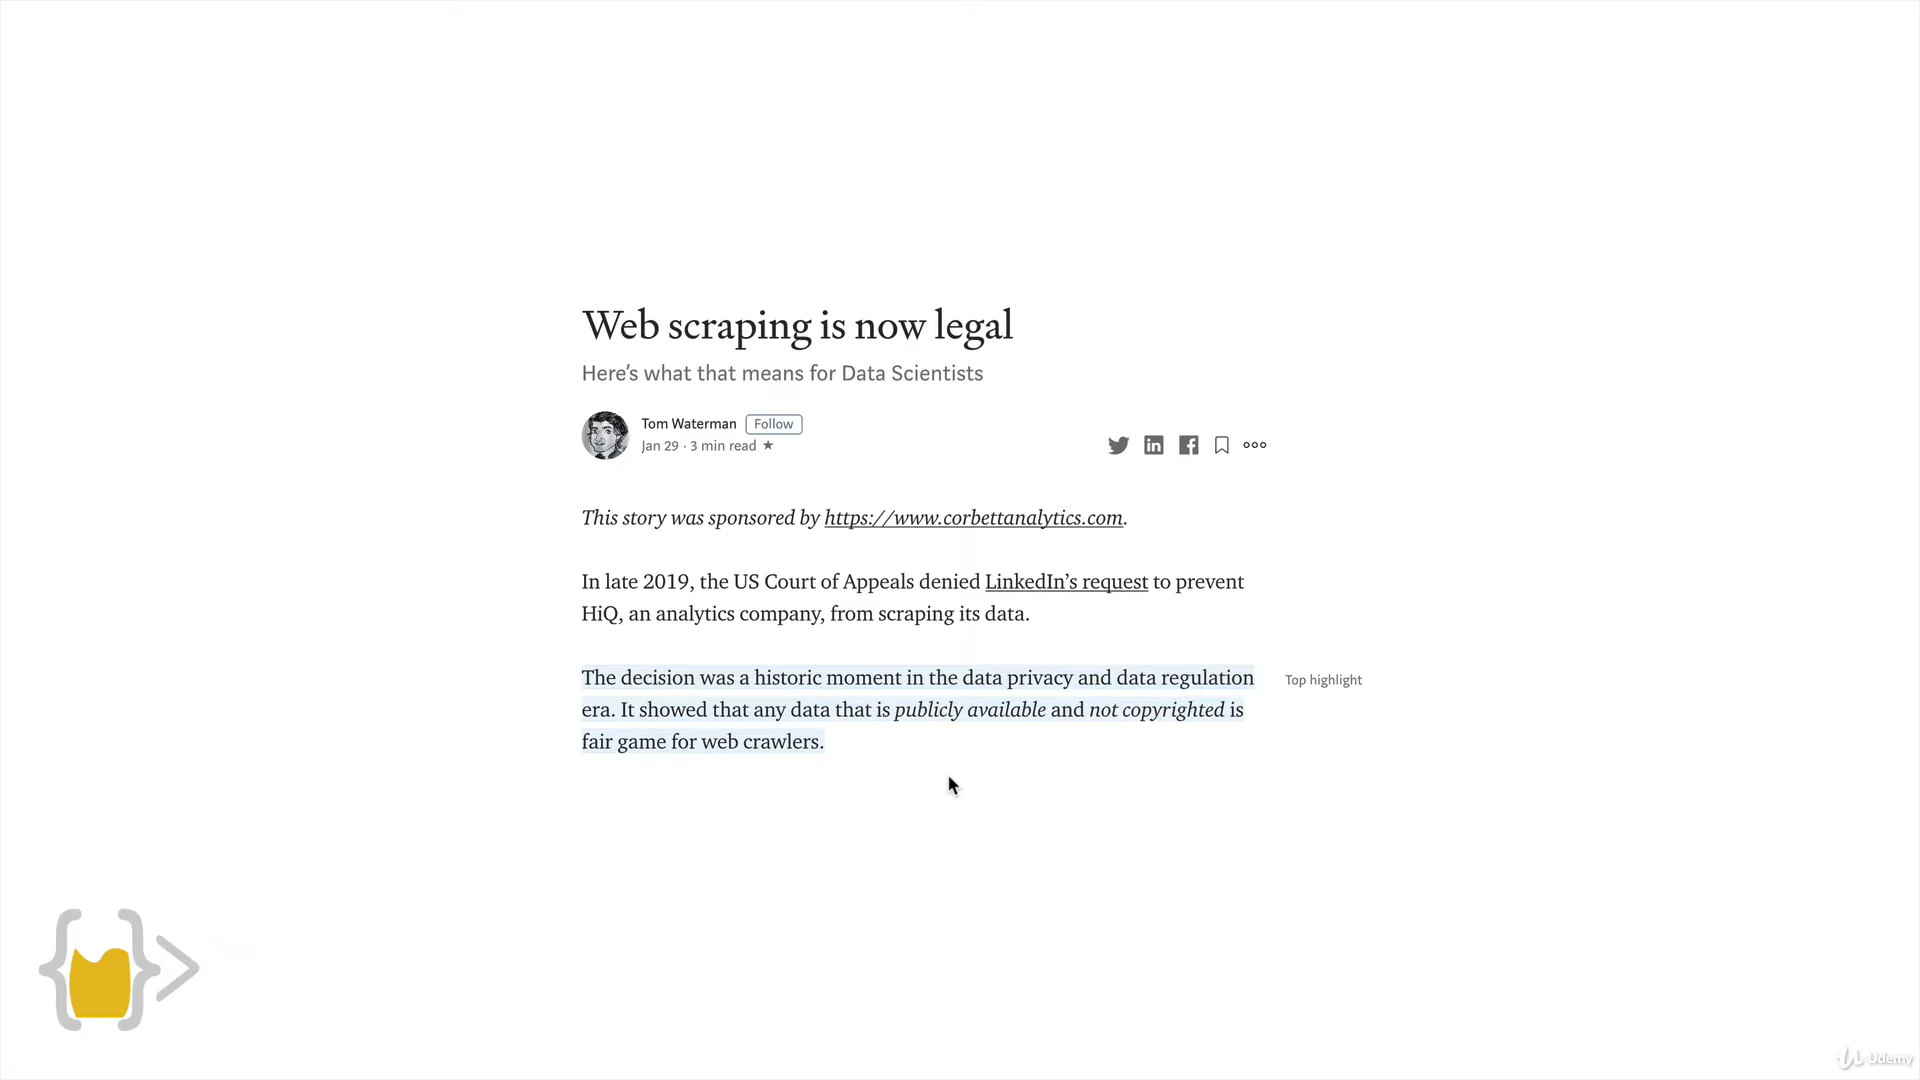 Web scraping is now legal
Here's what that means for Data Scientists
Tom Waterman Follow
Jan 29 · 3 min read ★
This story was sponsored by https://www.corbettanalytics.com.
In late 2019, the US Court of Appeals denied LinkedIn's request to prevent
HiQ, an analytics company, from scraping its data.
The decision was a historic moment in the data privacy and data regulation
Top highlight
era. It showed that any data that is publicly available and not copyrighted is
fair game for web crawlers.
Udemy